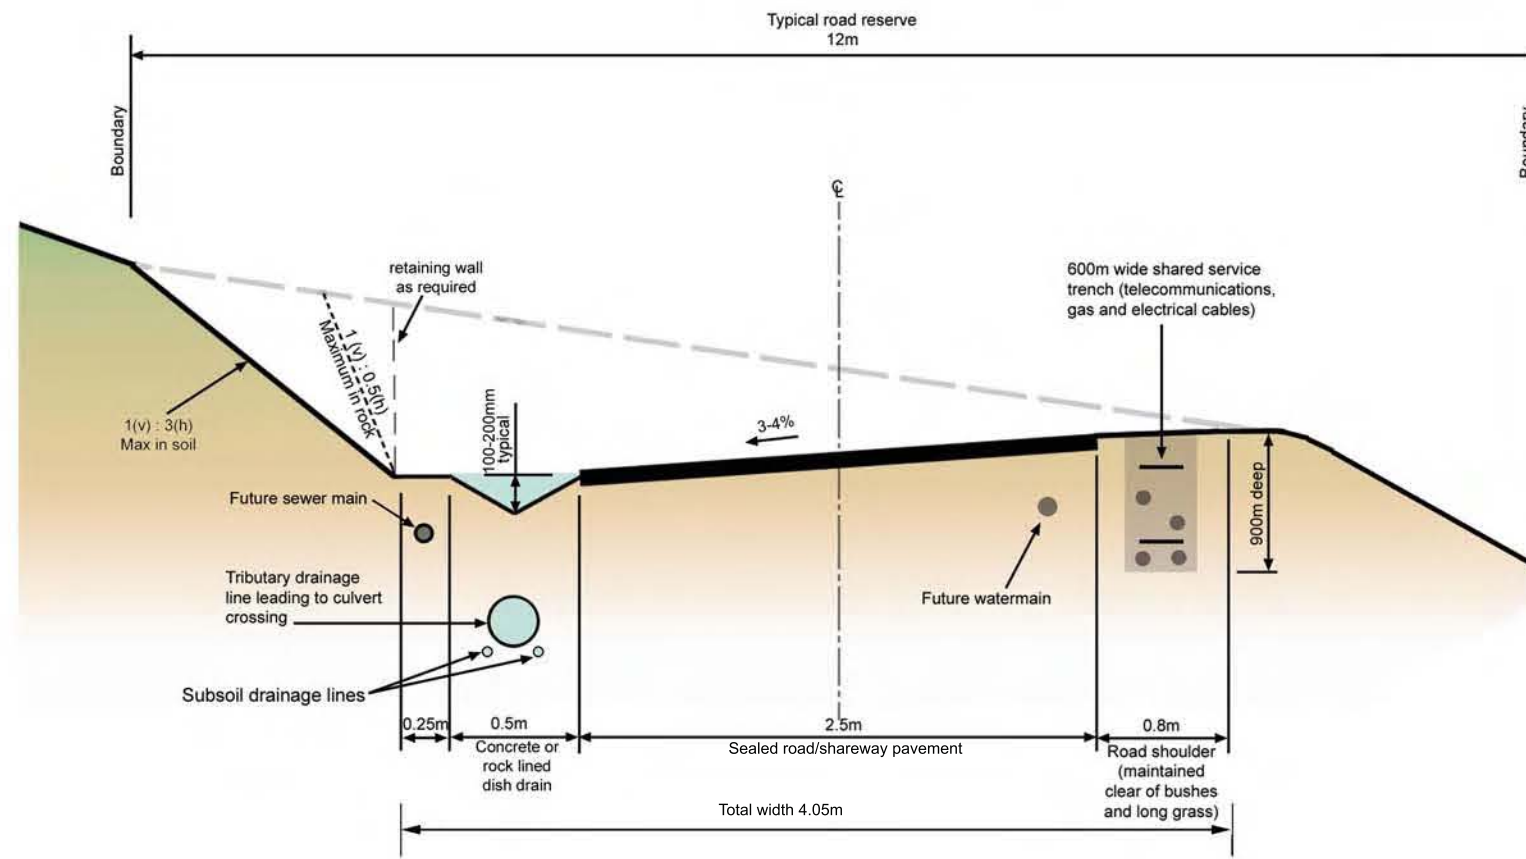 Typical road reserve
12m
Boundary
Boundary
℄
retaining wall
as required
600m wide shared service
trench (telecommunications,
gas and electrical cables)
1 (v) : 0.5(h)
Maximum in rock
1(v) : 3(h)
Max in soil
100-200mm
typical
3-4%
900m deep
Future sewer main
Tributary drainage
line leading to culvert
crossing
Future watermain
Subsoil drainage lines
0.25m
0.5m
2.5m
0.8m
Concrete or
rock lined
dish drain
Sealed road/shareway pavement
Road shoulder
(maintained
clear of bushes
and long grass)
Total width 4.05m